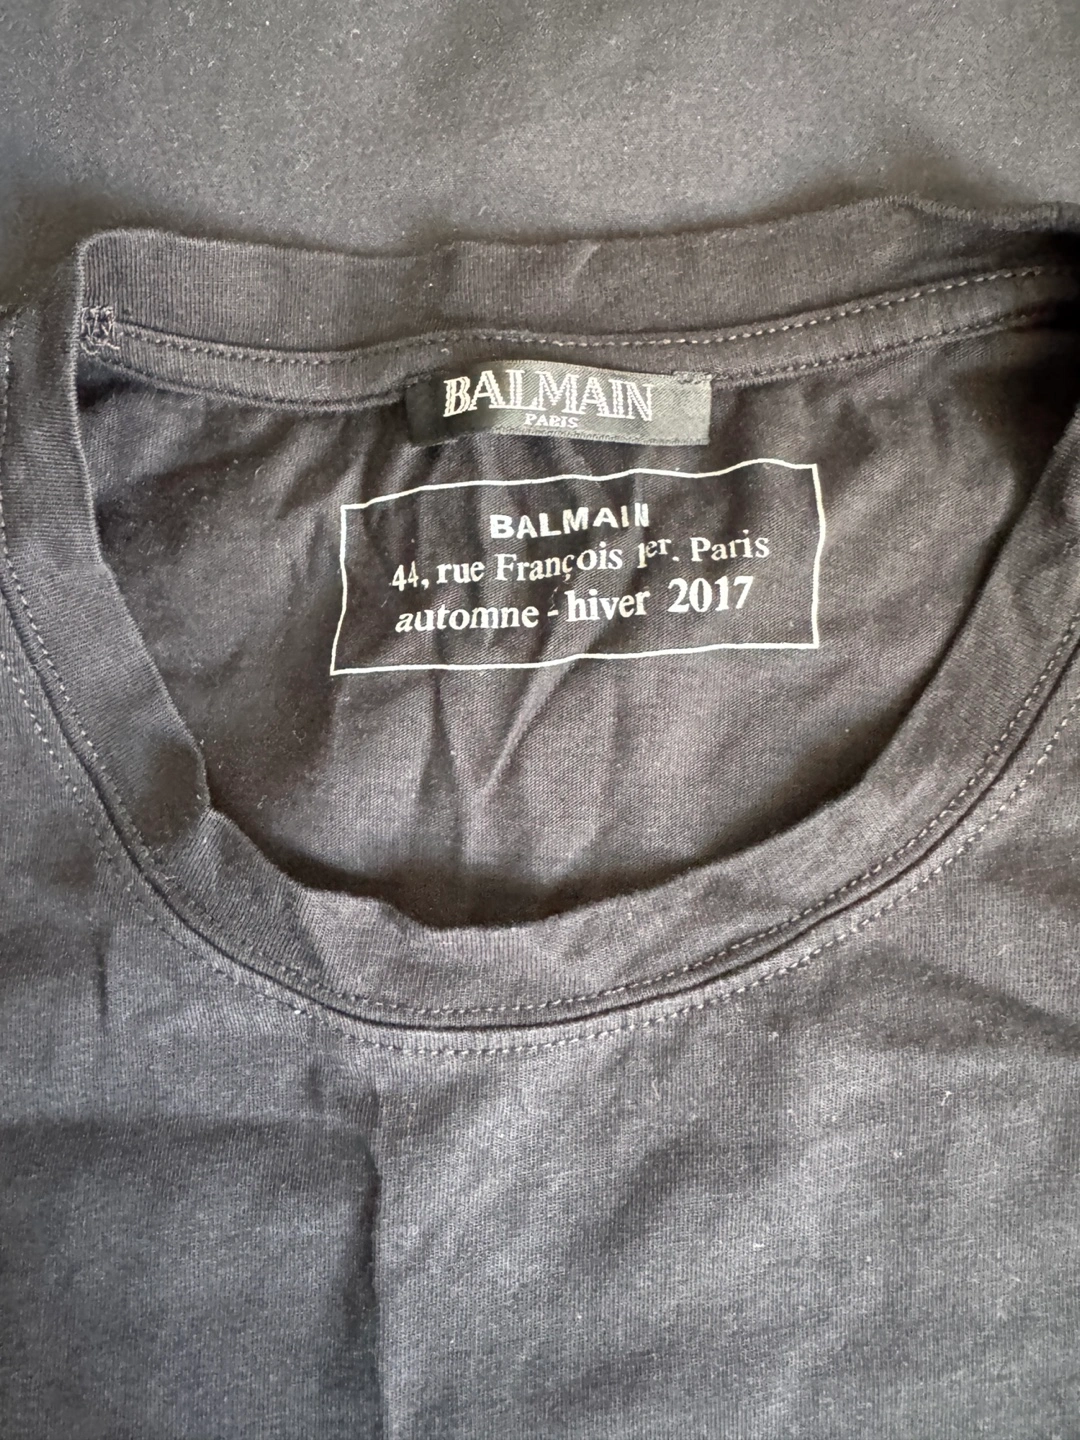 BALMAIN
PARIS
BALMAIN
44, rue François 1er. Paris
automne - hiver 2017